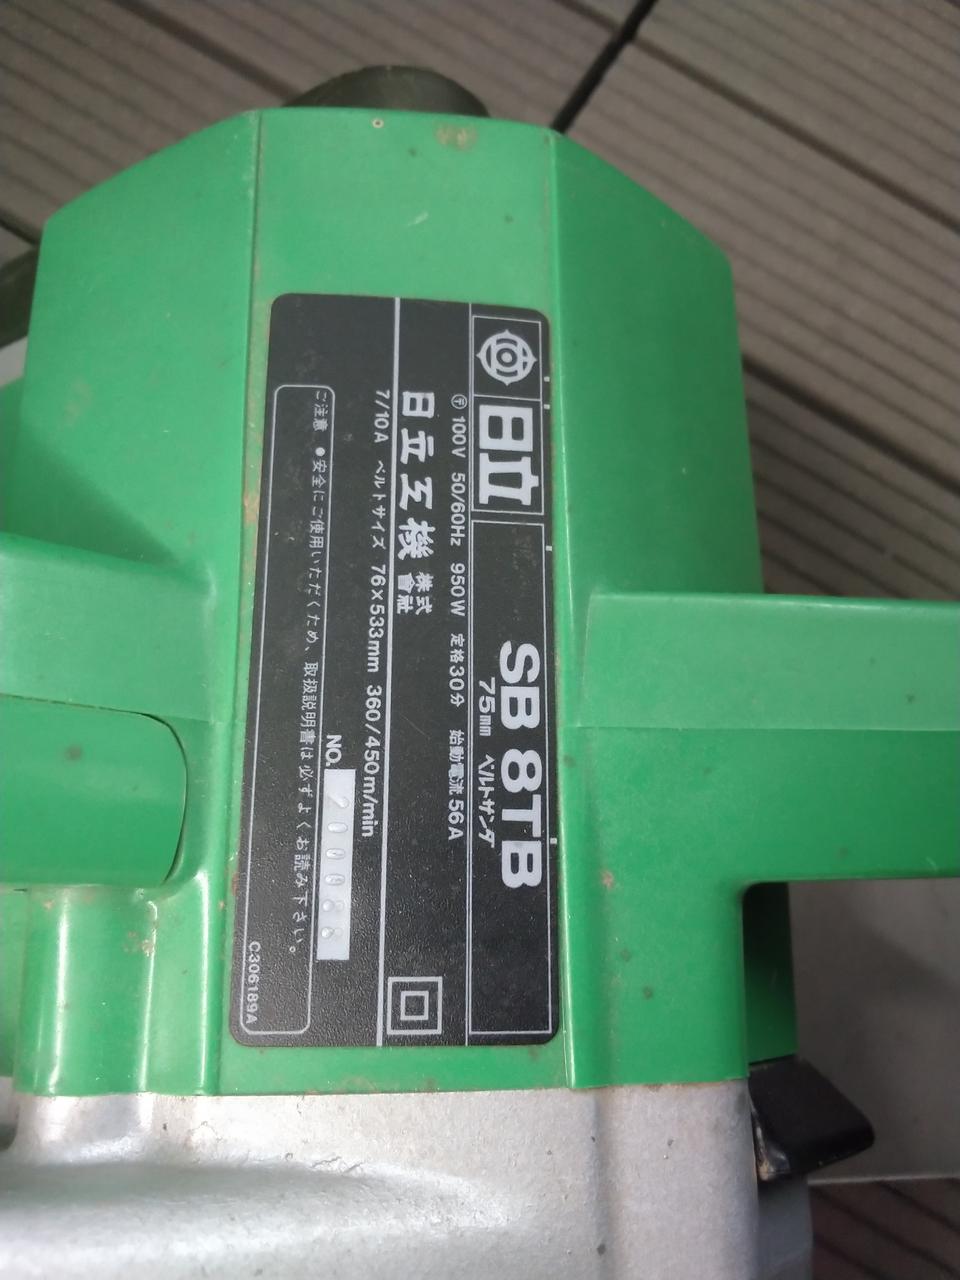 日立
SB 8TB
75mm ベルトサンダ
〒 100V 50/60Hz 950W 定格30分 始動電流 56A
日立工機 株式會社
7/10A ベルトサイズ 76×533mm 360/450m/min
NO. 200088
ご注意 ●安全にご使用いただくため、取扱説明書は必ずよくお読み下さい。
C306189A